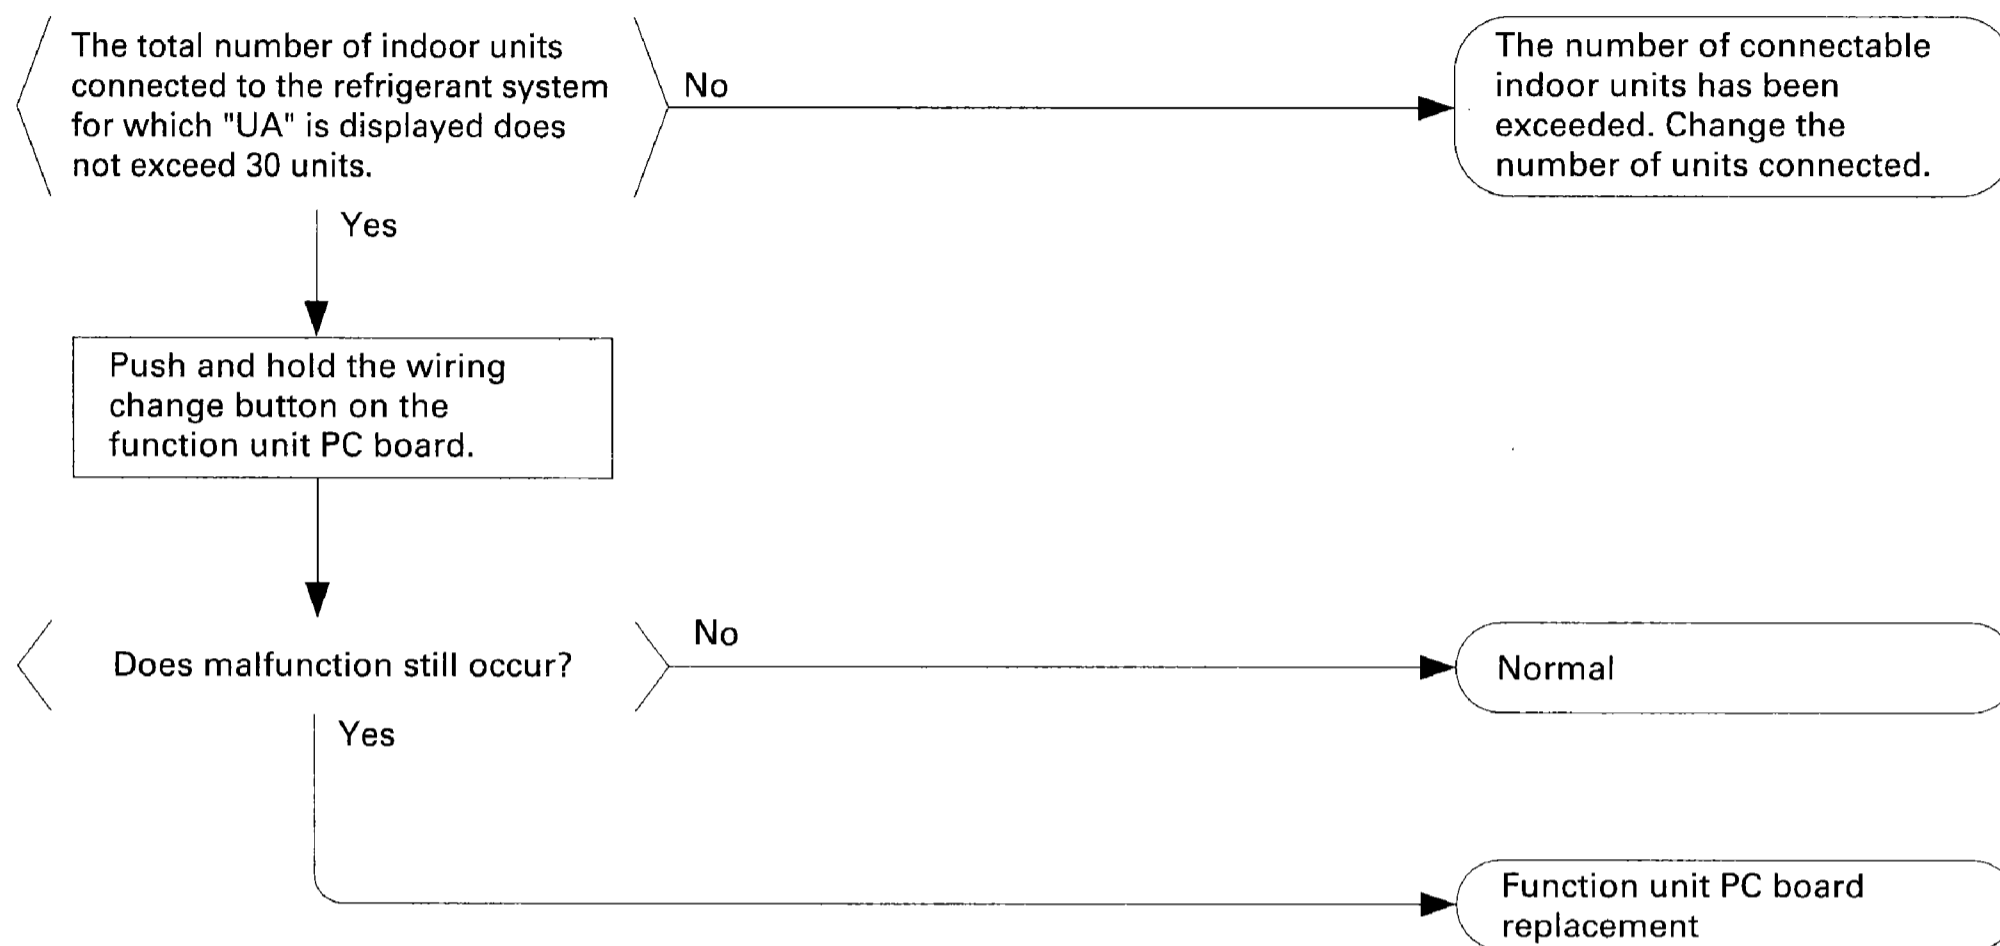 The total number of indoor units
connected to the refrigerant system
for which "UA" is displayed does
not exceed 30 units.
No
The number of connectable
indoor units has been
exceeded. Change the
number of units connected.
Yes
Push and hold the wiring
change button on the
function unit PC board.
Does malfunction still occur?
No
Normal
Yes
Function unit PC board
replacement